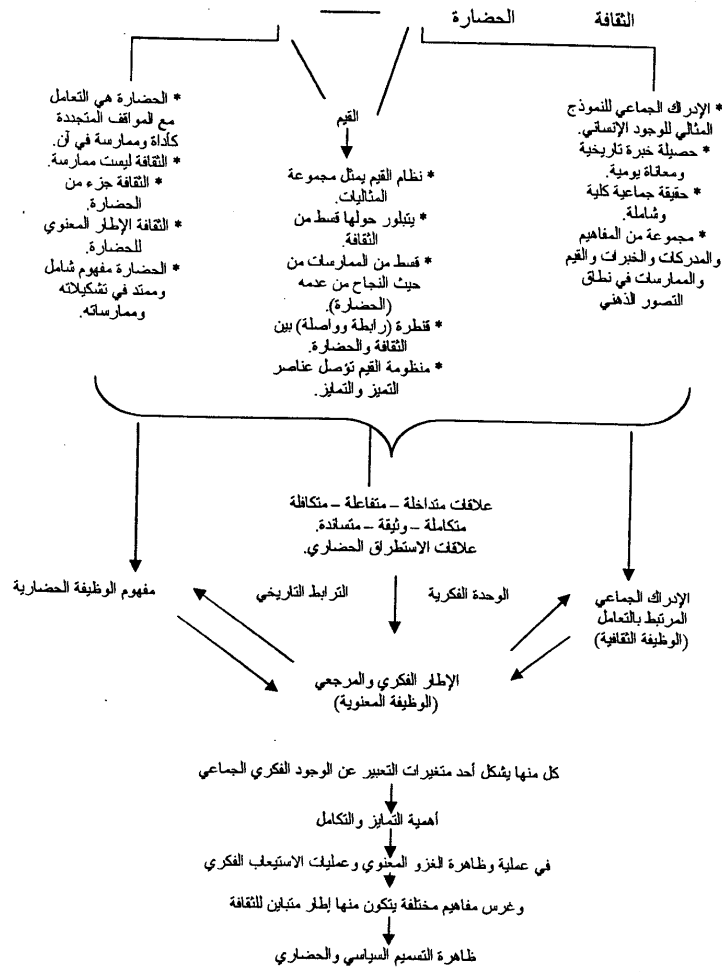 الثقافة الحضارة
* الإدراك الجماعي للنموذج
المثالي للوجود الإنساني.
* حصيلة خبرة تاريخية
ومعاناة يومية.
* حقيقة جماعية كلية
وشاملة.
* مجموعة من المفاهيم
والمدركات والخبرات والقيم
والممارسات في نطاق
التصور الذهني
القيم
* نظام القيم يمثل مجموعة
المثاليات.
* يتبلور حولها قسط من
الثقافة.
* قسط من الممارسات من
حيث النجاح من عدمه
(الحضارة).
* قنطرة (رابطة وواصلة) بين
الثقافة والحضارة.
* منظومة القيم تؤصل عناصر
التميز والتمايز.
* الحضارة هي التعامل
مع المواقف المتجددة
كأداة وممارسة في آن.
* الثقافة ليست ممارسة.
* الثقافة جزء من
الحضارة.
* الثقافة الإطار المعنوي
للحضارة.
* الحضارة مفهوم شامل
وممتد في تشكيلاته
وممارساته.
علاقات متداخلة – متفاعلة – متكافلة
متكاملة – وثيقة – متساندة.
علاقات الاستطراق الحضاري.
الإدراك الجماعي
المرتبط بالتعامل
(الوظيفة الثقافية)
الوحدة الفكرية
الترابط التاريخي
مفهوم الوظيفة الحضارية
الإطار الفكري والمرجعي
(الوظيفة المعنوية)
كل منها يشكل أحد متغيرات التعبير عن الوجود الفكري الجماعي
أهمية التمايز والتكامل
في عملية وظاهرة الغزو المعنوي وعمليات الاستيعاب الفكري
وغرس مفاهيم مختلفة يتكون منها إطار متباين للثقافة
ظاهرة التسميم السياسي والحضاري